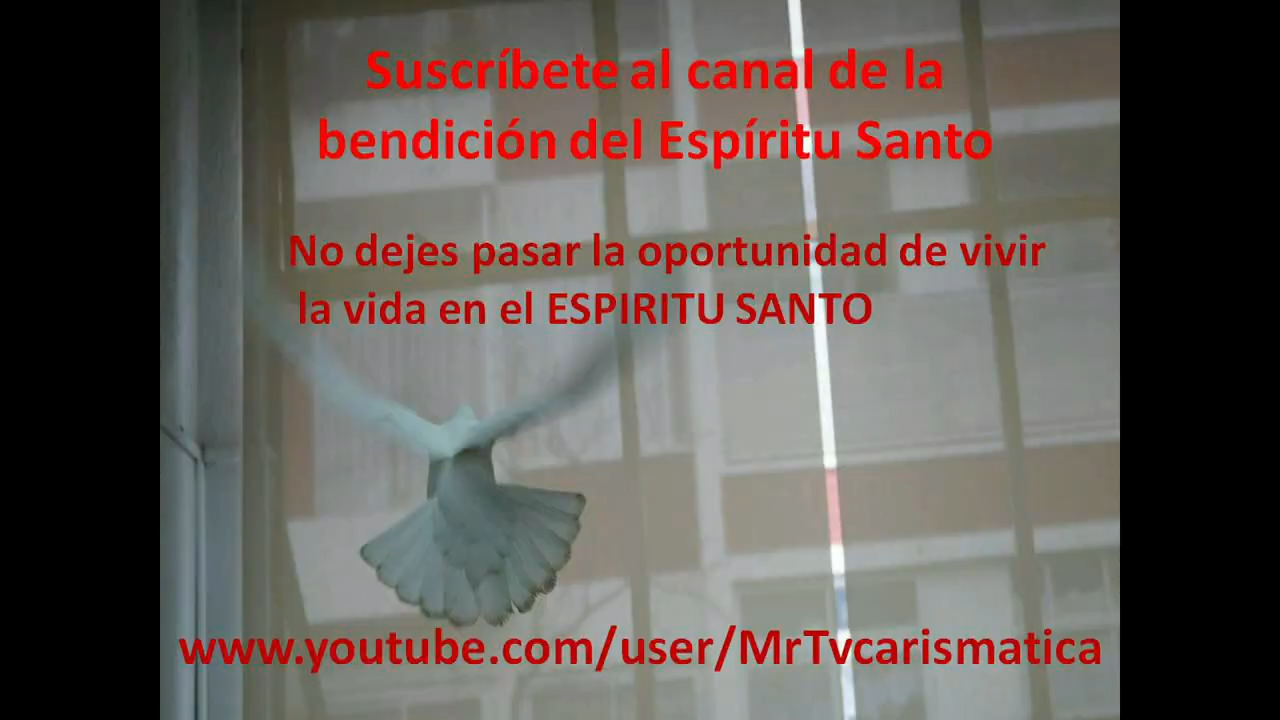 Suscríbete al canal de la
bendición del Espíritu Santo
No dejes pasar la oportunidad de vivir
la vida en el ESPIRITU SANTO
www.youtube.com/user/MrTvcarismatica